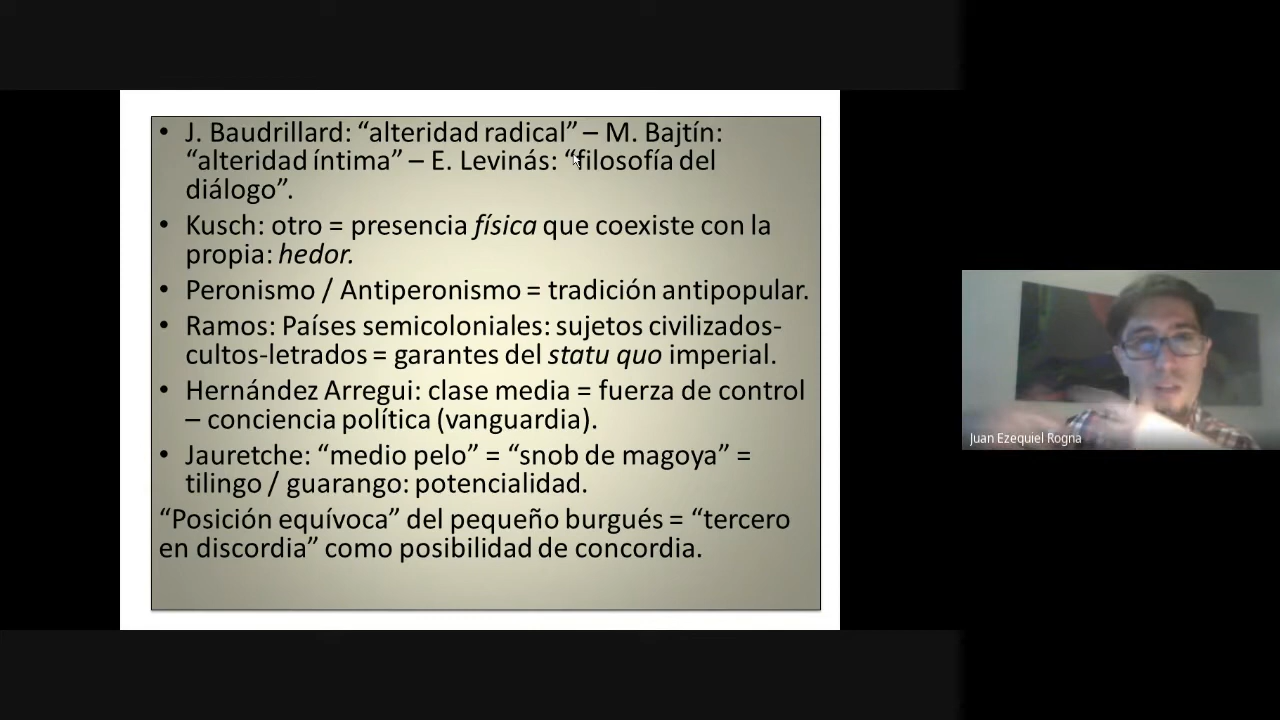 • J. Baudrillard: “alteridad radical” – M. Bajtín:
“alteridad íntima” – E. Levinás: “filosofía del
diálogo”.
• Kusch: otro = presencia física que coexiste con la
propia: hedor.
• Peronismo / Antiperonismo = tradición antipopular.
• Ramos: Países semicoloniales: sujetos civilizados-
cultos-letrados = garantes del statu quo imperial.
• Hernández Arregui: clase media = fuerza de control
– conciencia política (vanguardia).
• Jauretche: “medio pelo” = “snob de magoya” =
tilingo / guarango: potencialidad.
“Posición equívoca” del pequeño burgués = “tercero
en discordia” como posibilidad de concordia.
Juan Ezequiel Rogna